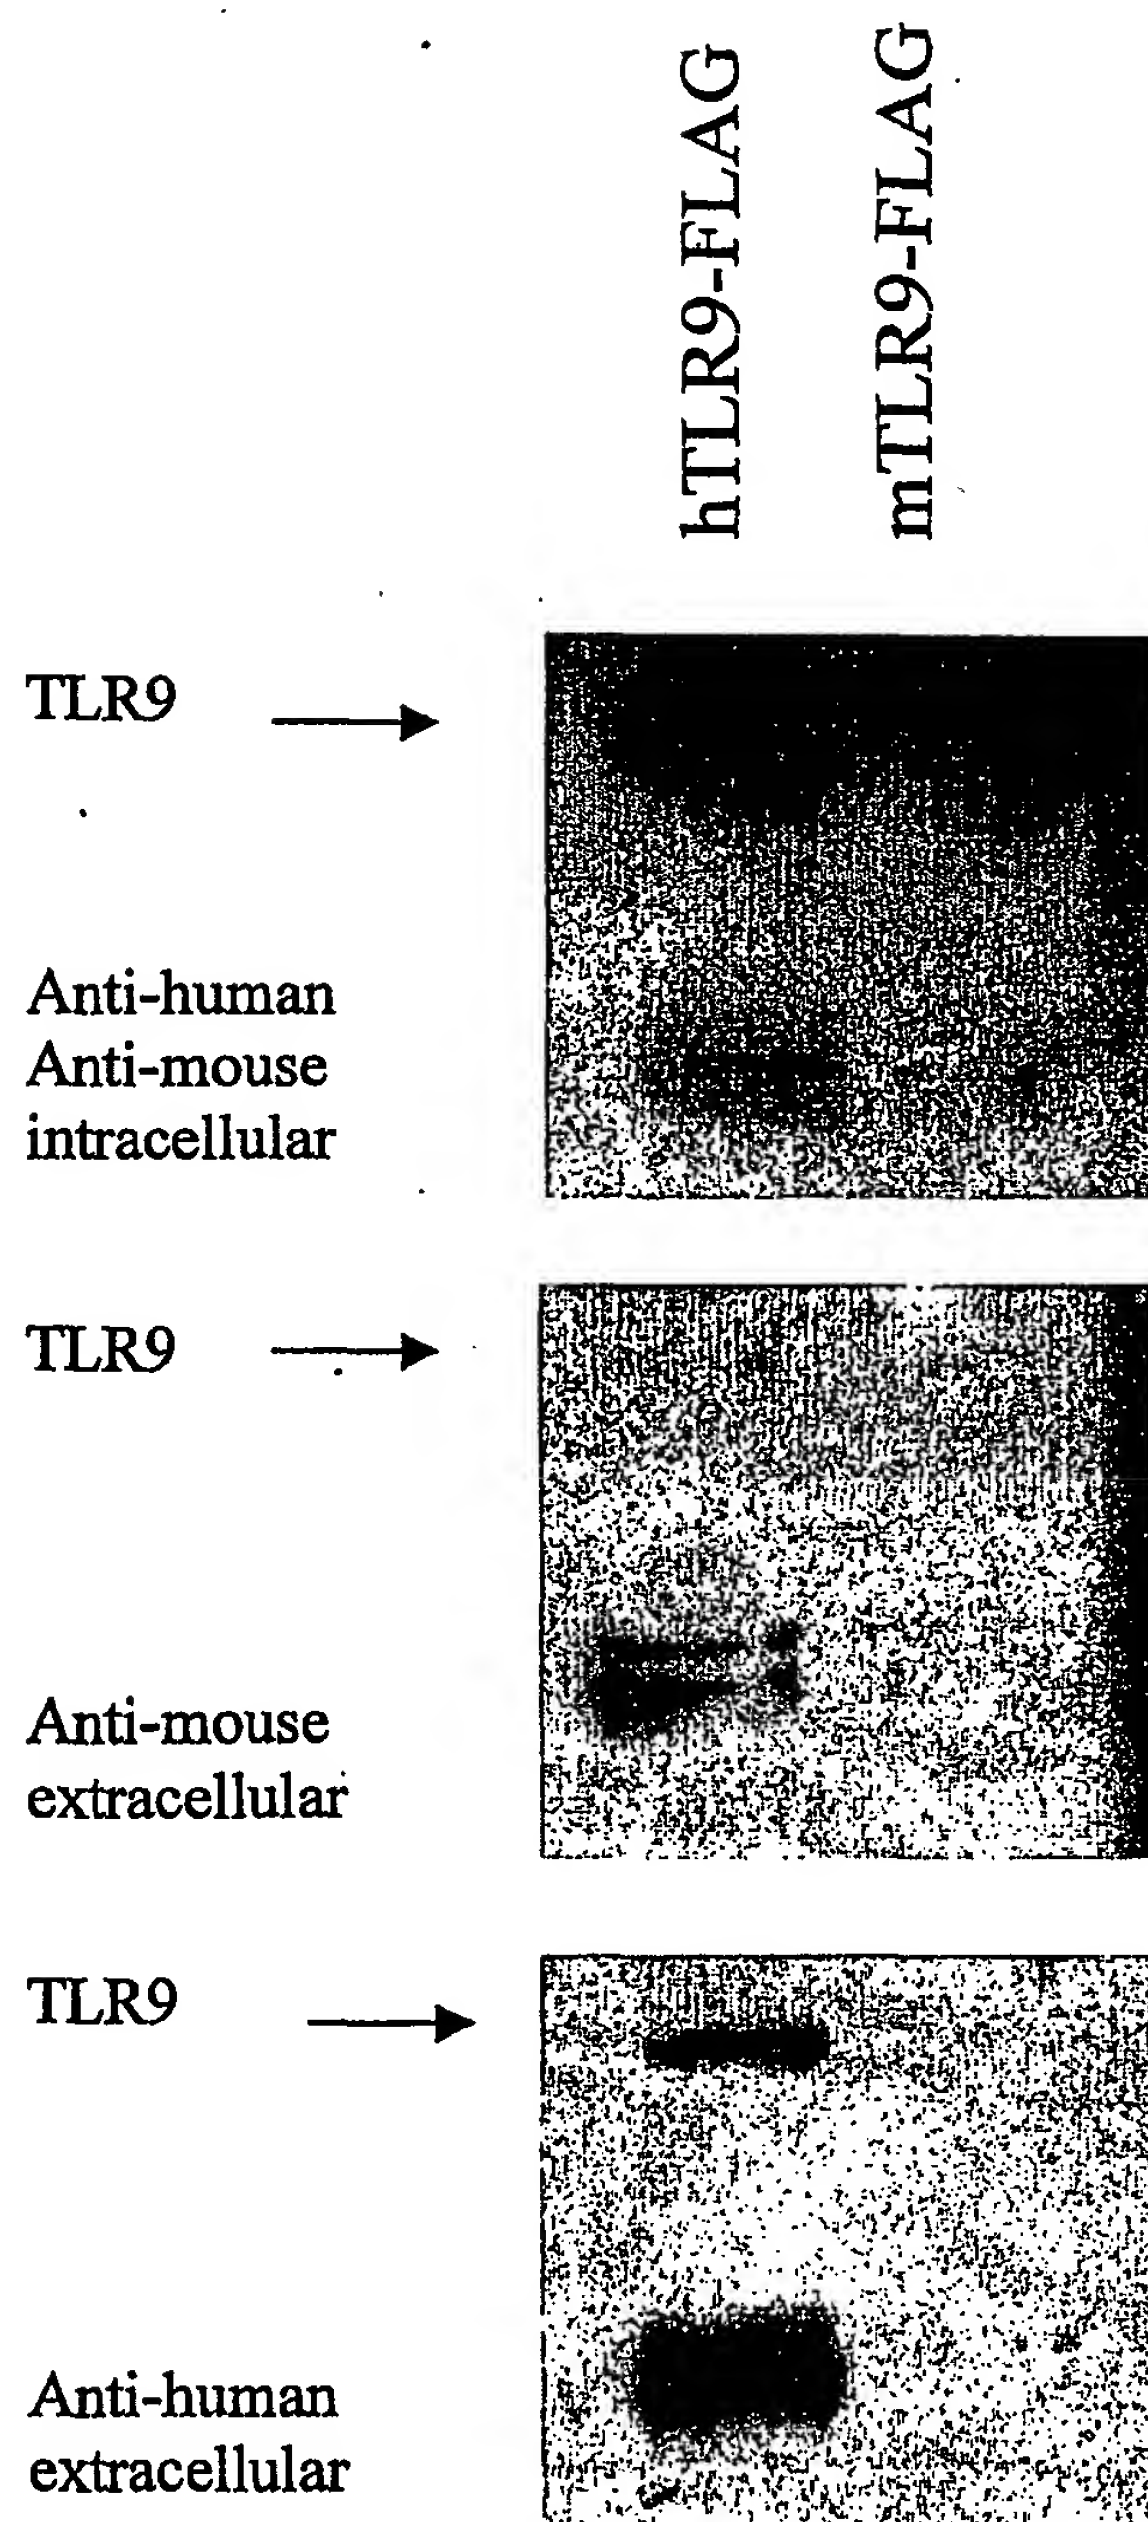 hTLR9-FLAG
mTLR9-FLAG
TLR9
Anti-human
Anti-mouse
intracellular
TLR9
Anti-mouse
extracellular
TLR9
Anti-human
extracellular